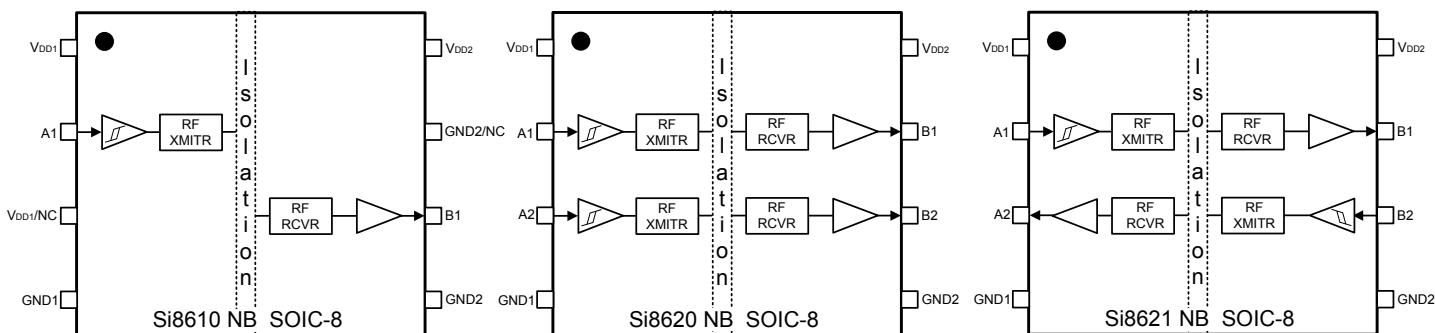 VDD1
VDD2
A1
RF
XMITR
GND2/NC
VDD1/NC
RF
RCVR
B1
GND1
GND2
Isolation
Si8610 NB SOIC-8
VDD1
VDD2
A1
RF
XMITR
RF
RCVR
B1
A2
RF
XMITR
RF
RCVR
B2
GND1
GND2
Isolation
Si8620 NB SOIC-8
VDD1
VDD2
A1
RF
XMITR
RF
RCVR
B1
A2
RF
RCVR
RF
XMITR
B2
GND1
GND2
Isolation
Si8621 NB SOIC-8